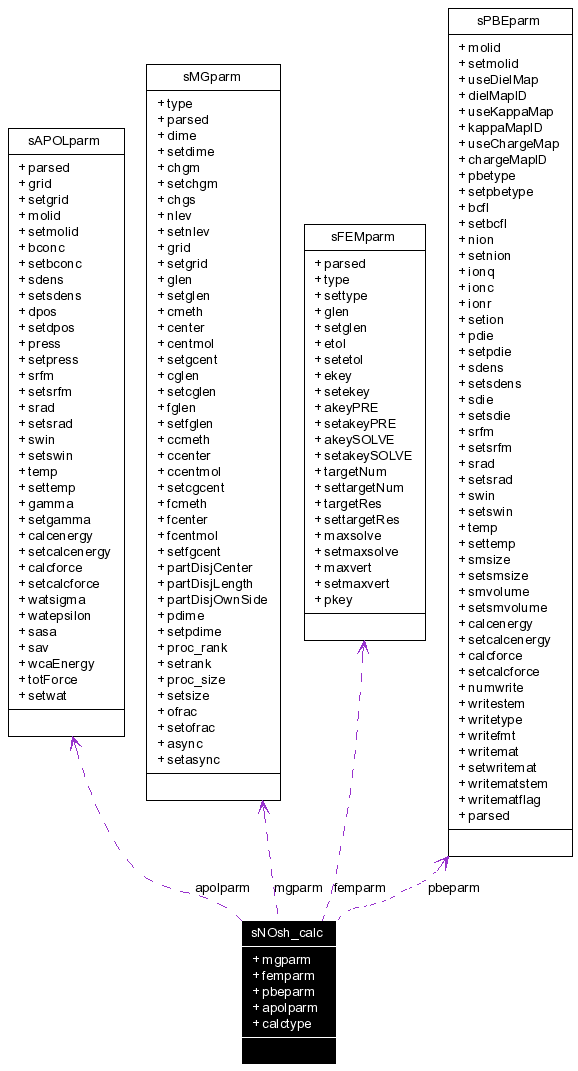 sAPOLparm
+ parsed
+ grid
+ setgrid
+ molid
+ setmolid
+ bconc
+ setbconc
+ sdens
+ setsdens
+ dpos
+ setdpos
+ press
+ setpress
+ srfm
+ setsrfm
+ srad
+ setsrad
+ swin
+ setswin
+ temp
+ settemp
+ gamma
+ setgamma
+ calcenergy
+ setcalcenergy
+ calcforce
+ setcalcforce
+ watsigma
+ watepsilon
+ sasa
+ sav
+ wcaEnergy
+ totForce
+ setwat
sMGparm
+ type
+ parsed
+ dime
+ setdime
+ chgm
+ setchgm
+ chgs
+ nlev
+ setnlev
+ grid
+ setgrid
+ glen
+ setglen
+ cmeth
+ center
+ centmol
+ setgcent
+ cglen
+ setcglen
+ fglen
+ setfglen
+ ccmeth
+ ccenter
+ ccentmol
+ setcgcent
+ fcmeth
+ fcenter
+ fcentmol
+ setfgcent
+ partDisjCenter
+ partDisjLength
+ partDisjOwnSide
+ pdime
+ setpdime
+ proc_rank
+ setrank
+ proc_size
+ setsize
+ ofrac
+ setofrac
+ async
+ setasync
sFEMparm
+ parsed
+ type
+ settype
+ glen
+ setglen
+ etol
+ setetol
+ ekey
+ setekey
+ akeyPRE
+ setakeyPRE
+ akeySOLVE
+ setakeySOLVE
+ targetNum
+ settargetNum
+ targetRes
+ settargetRes
+ maxsolve
+ setmaxsolve
+ maxvert
+ setmaxvert
+ pkey
sPBEparm
+ molid
+ setmolid
+ useDielMap
+ dielMapID
+ useKappaMap
+ kappaMapID
+ useChargeMap
+ chargeMapID
+ pbetype
+ setpbetype
+ bcfl
+ setbcfl
+ nion
+ setnion
+ ionq
+ ionc
+ ionr
+ setion
+ pdie
+ setpdie
+ sdens
+ setsdens
+ sdie
+ setsdie
+ srfm
+ setsrfm
+ srad
+ setsrad
+ swin
+ setswin
+ temp
+ settemp
+ smsize
+ setsmsize
+ smvolume
+ setsmvolume
+ calcenergy
+ setcalcenergy
+ calcforce
+ setcalcforce
+ numwrite
+ writestem
+ writetype
+ writefmt
+ writemat
+ setwritemat
+ writematstem
+ writematflag
+ parsed
apolparm
mgparm
femparm
pbeparm
sNOsh_calc
+ mgparm
+ femparm
+ pbeparm
+ apolparm
+ calctype